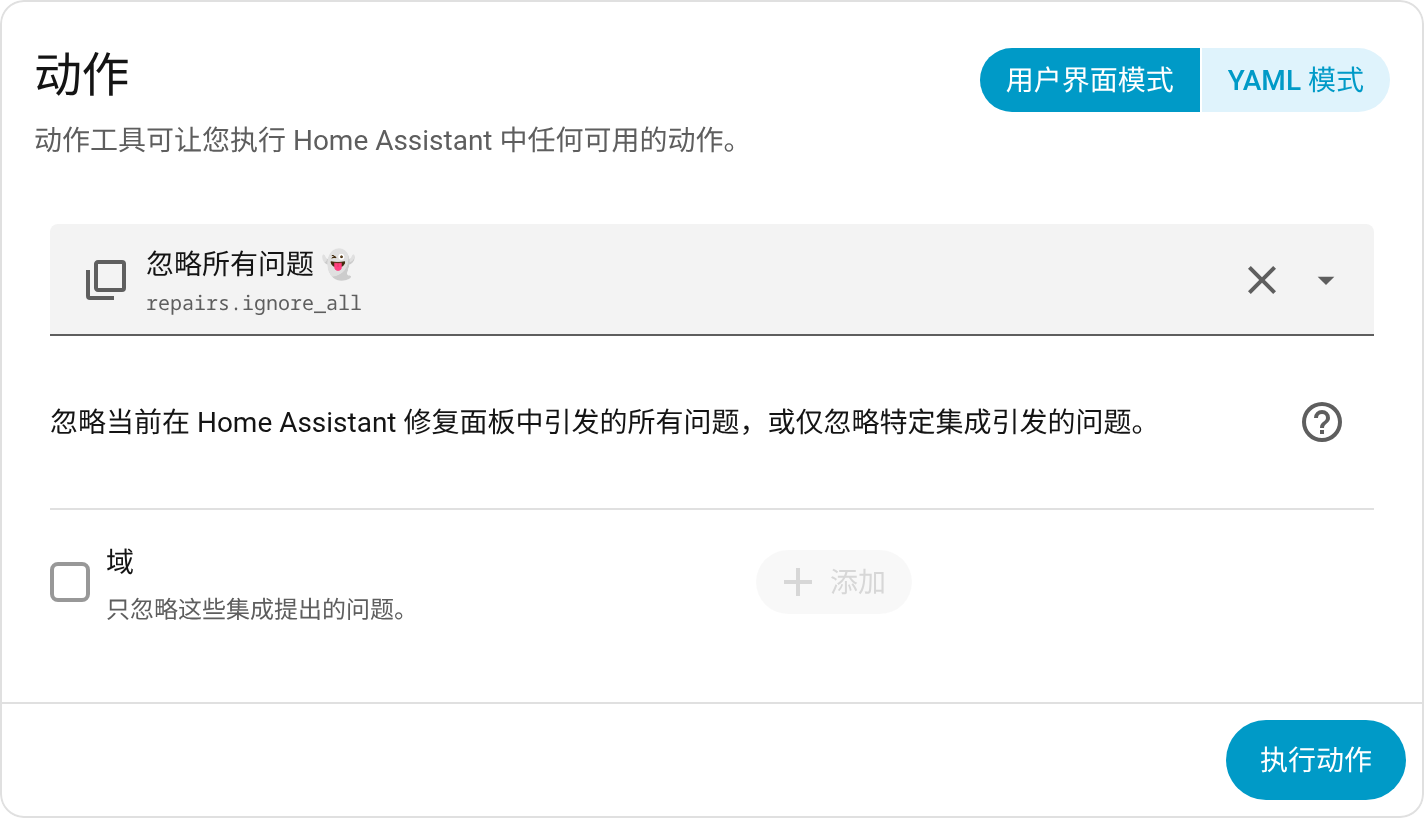 动作
用户界面模式
YAML 模式
动作工具可让您执行 Home Assistant 中任何可用的动作。
忽略所有问题 👻
repairs.ignore_all
忽略当前在 Home Assistant 修复面板中引发的所有问题，或仅忽略特定集成引发的问题。
域
只忽略这些集成提出的问题。
添加
执行动作